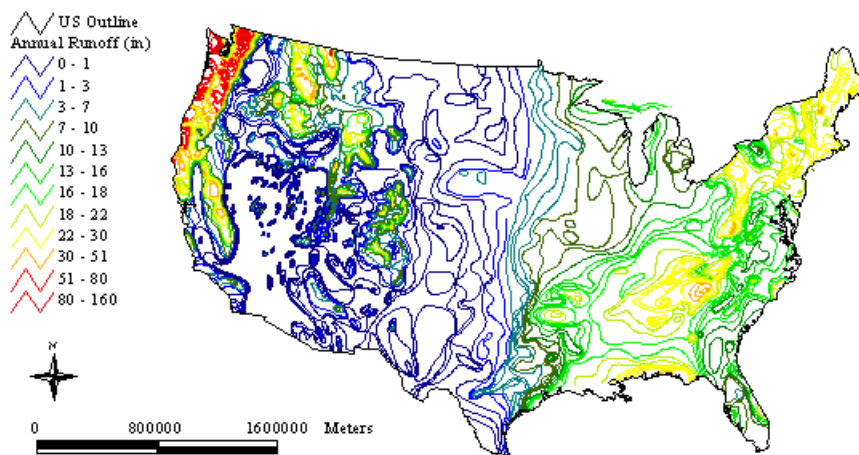 US Outline
Annual Runoff (in)
0 - 1
1 - 3
3 - 7
7 - 10
10 - 13
13 - 16
16 - 18
18 - 22
22 - 30
30 - 51
51 - 80
80 - 160
N
0 800000 1600000 Meters